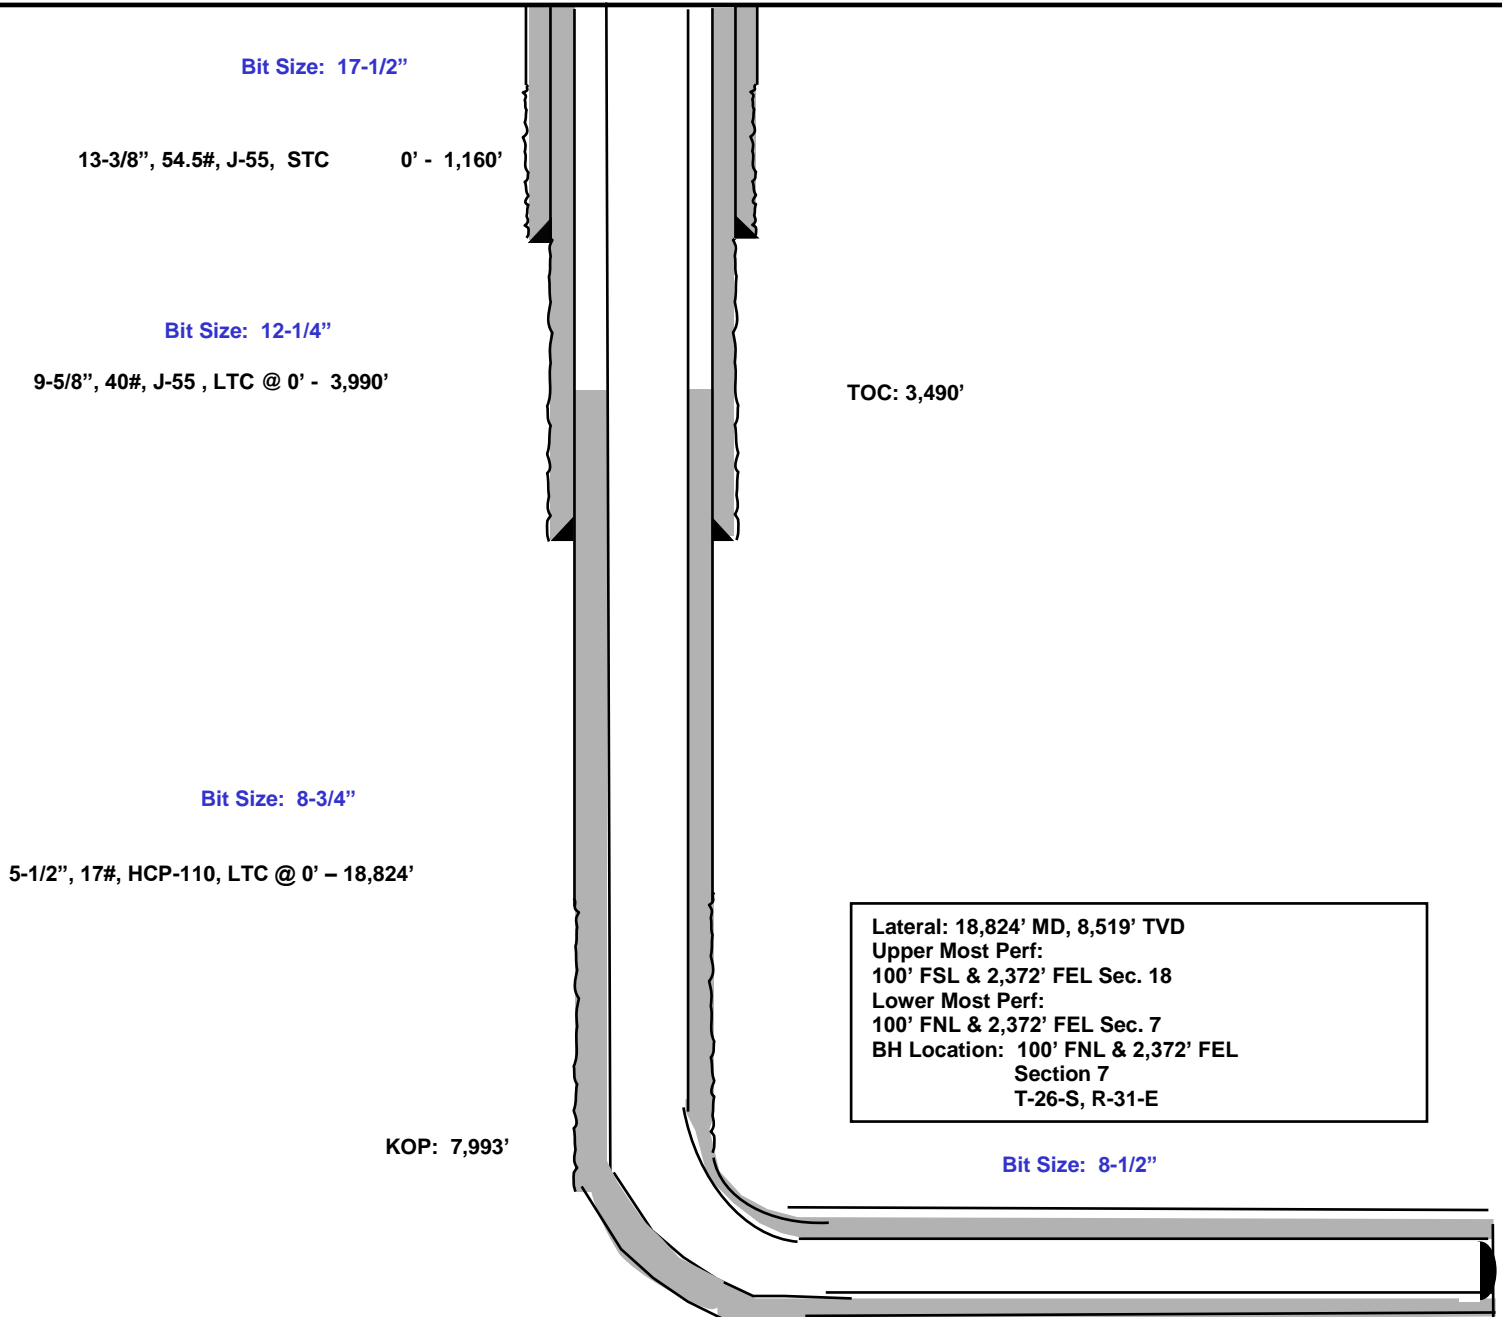 Bit Size: 17-1/2”
13-3/8”, 54.5#, J-55, STC 0’ - 1,160’
Bit Size: 12-1/4”
9-5/8”, 40#, J-55 , LTC @ 0’ - 3,990’
TOC: 3,490’
Bit Size: 8-3/4”
5-1/2”, 17#, HCP-110, LTC @ 0’ – 18,824’
Lateral: 18,824’ MD, 8,519’ TVD
Upper Most Perf:
100’ FSL & 2,372’ FEL Sec. 18
Lower Most Perf:
100’ FNL & 2,372’ FEL Sec. 7
BH Location: 100’ FNL & 2,372’ FEL
Section 7
T-26-S, R-31-E
KOP: 7,993’
Bit Size: 8-1/2”